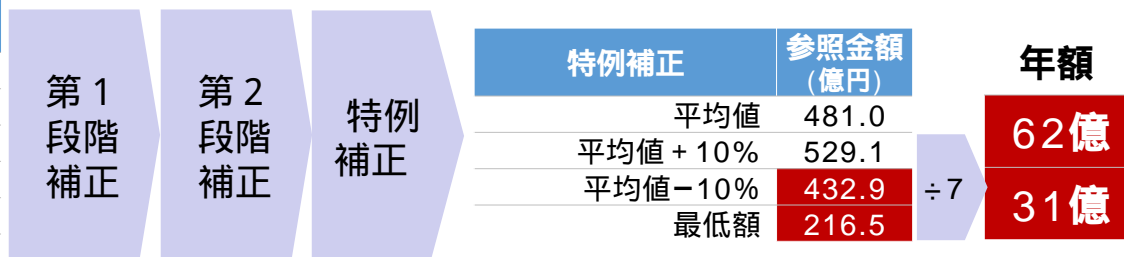 第1
段階
補正
第2
段階
補正
特例
補正
特例補正 参照金額
(億円)
平均値 481.0
平均値+10% 529.1
平均値−10% 432.9
最低額 216.5
÷7
年額
62億
31億